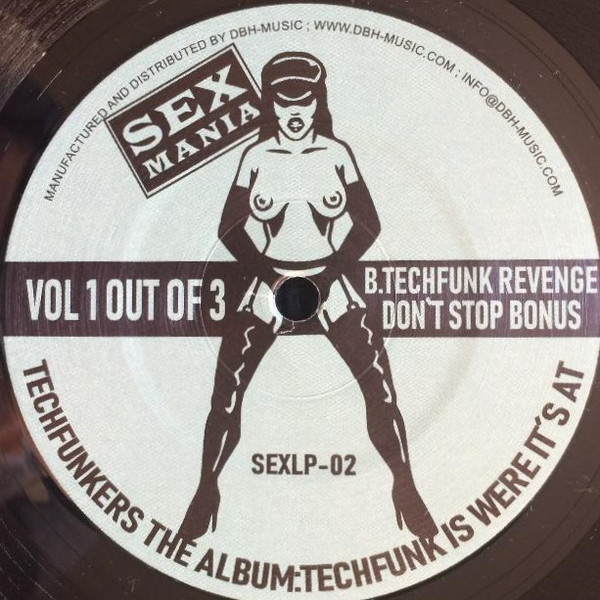 MANUFACTURED AND DISTRIBUTED BY DBH-MUSIC ; WWW.DBH-MUSIC.COM ; INFO@DBH-MUSIC.COM
SEX
MANIA
VOL 1 OUT OF 3
B.TECHFUNK REVENGE
DON`T STOP BONUS
SEXLP-02
TECHFUNKERS THE ALBUM:TECHFUNK IS WERE IT´S AT